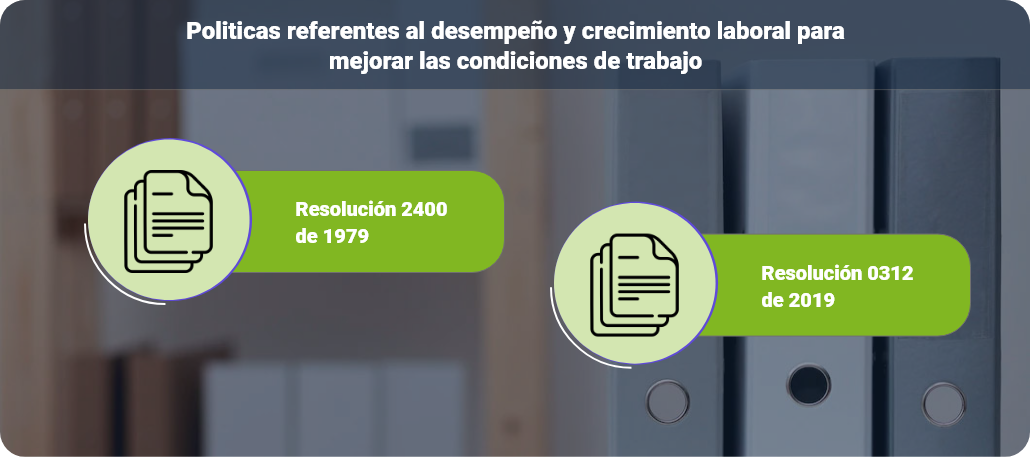 Politicas referentes al desempeño y crecimiento laboral para
mejorar las condiciones de trabajo
Resolución 2400
de 1979
Resolución 0312
de 2019